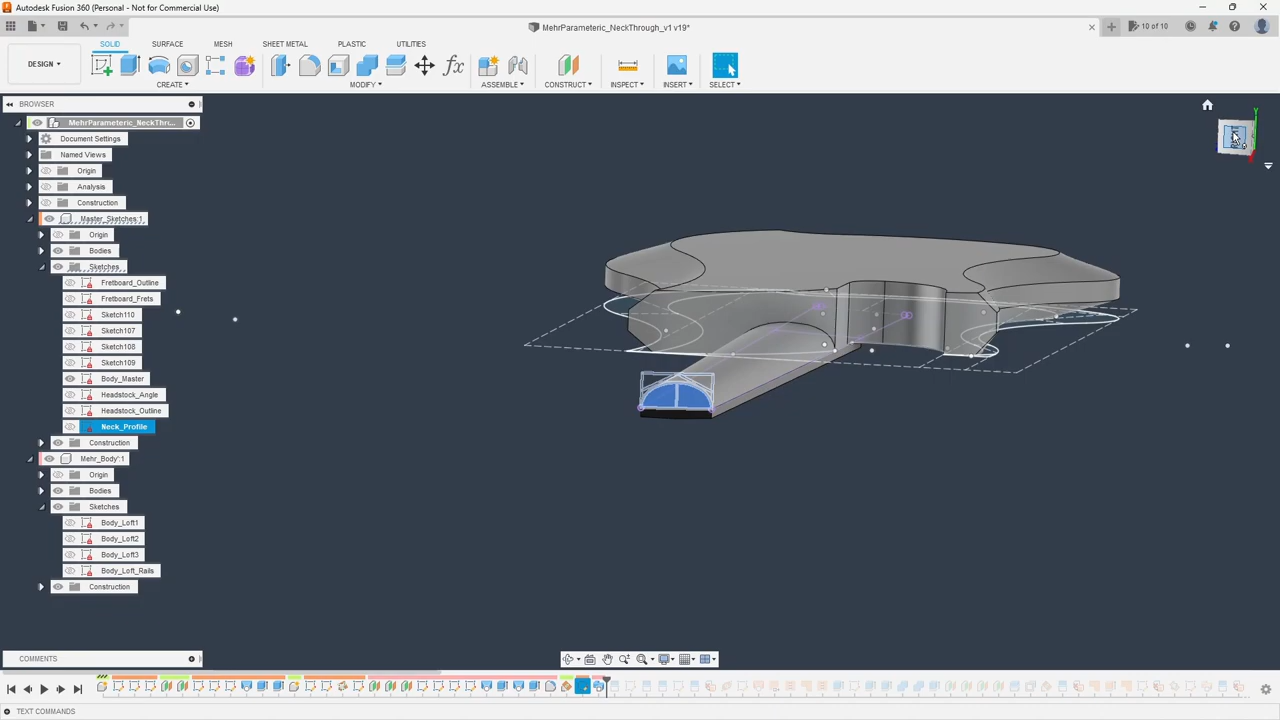 Autodesk Fusion 360 (Personal - Not for Commercial Use)
MehrParametric_NeckThrough_v1 v19*
10 of 10
SOLID
SURFACE
MESH
SHEET METAL
PLASTIC
UTILITIES
DESIGN
CREATE
MODIFY
ASSEMBLE
CONSTRUCT
INSPECT
INSERT
SELECT
BROWSER
MehrParameteric_NeckThru...
Document Settings
Named Views
Origin
Analysis
Construction
Master_Sketches:1
Origin
Bodies
Sketches
Fretboard_Outline
Fretboard_Frets
Sketch110
Sketch107
Sketch108
Sketch109
Body_Master
Headstock_Angle
Headstock_Outline
Neck_Profile
Construction
Mehr_Body':1
Origin
Bodies
Sketches
Body_Loft1
Body_Loft2
Body_Loft3
Body_Loft_Rails
Construction
COMMENTS
TEXT COMMANDS